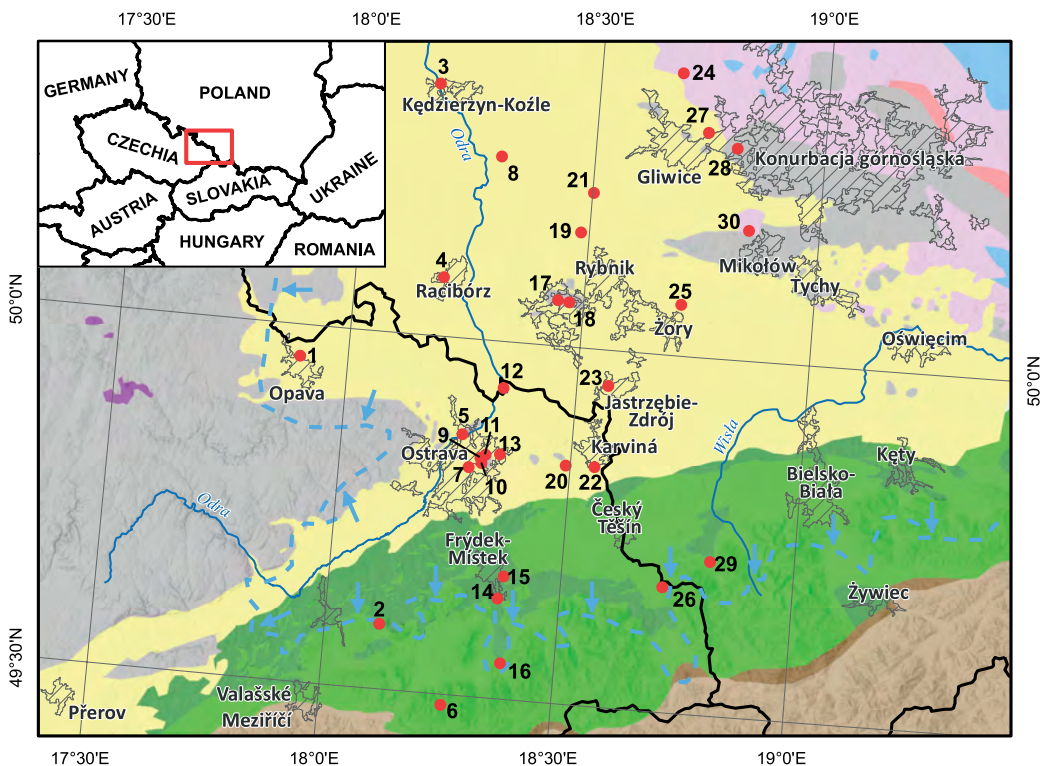 17°30'E
18°0'E
18°30'E
19°0'E
GERMANY
POLAND
CZECHIA
UKRAINE
SLOVAKIA
AUSTRIA
HUNGARY
ROMANIA
3
Kędzierzyn-Koźle
Odra
8
24
27
28
Konurbacja górnośląska
Gliwice
21
19
30
Mikołów
Tychy
4
Racibórz
Rybnik
17
18
25
Żory
50°0'N
Oświęcim
1
Opava
12
23
Jastrzębie-
Zdrój
50°0'N
5
11
9
13
Ostrava
7
10
Karviná
20
22
Wisła
Kęty
Bielsko-
Biała
Odra
Český
Těšín
Frýdek-
Místek
15
14
29
26
Żywiec
2
16
49°30'N
Valašské
Meziříčí
6
Přerov
17°30'E
18°0'E
18°30'E
19°0'E